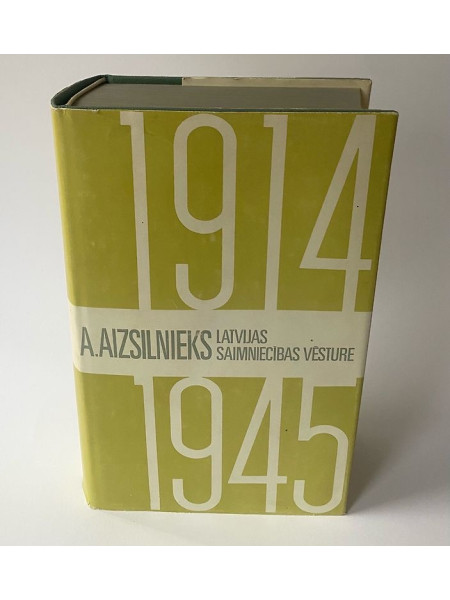 1914
A.AIZSILNIEKS
LATVIJAS
SAIMNIECĪBAS VĒSTURE
1945